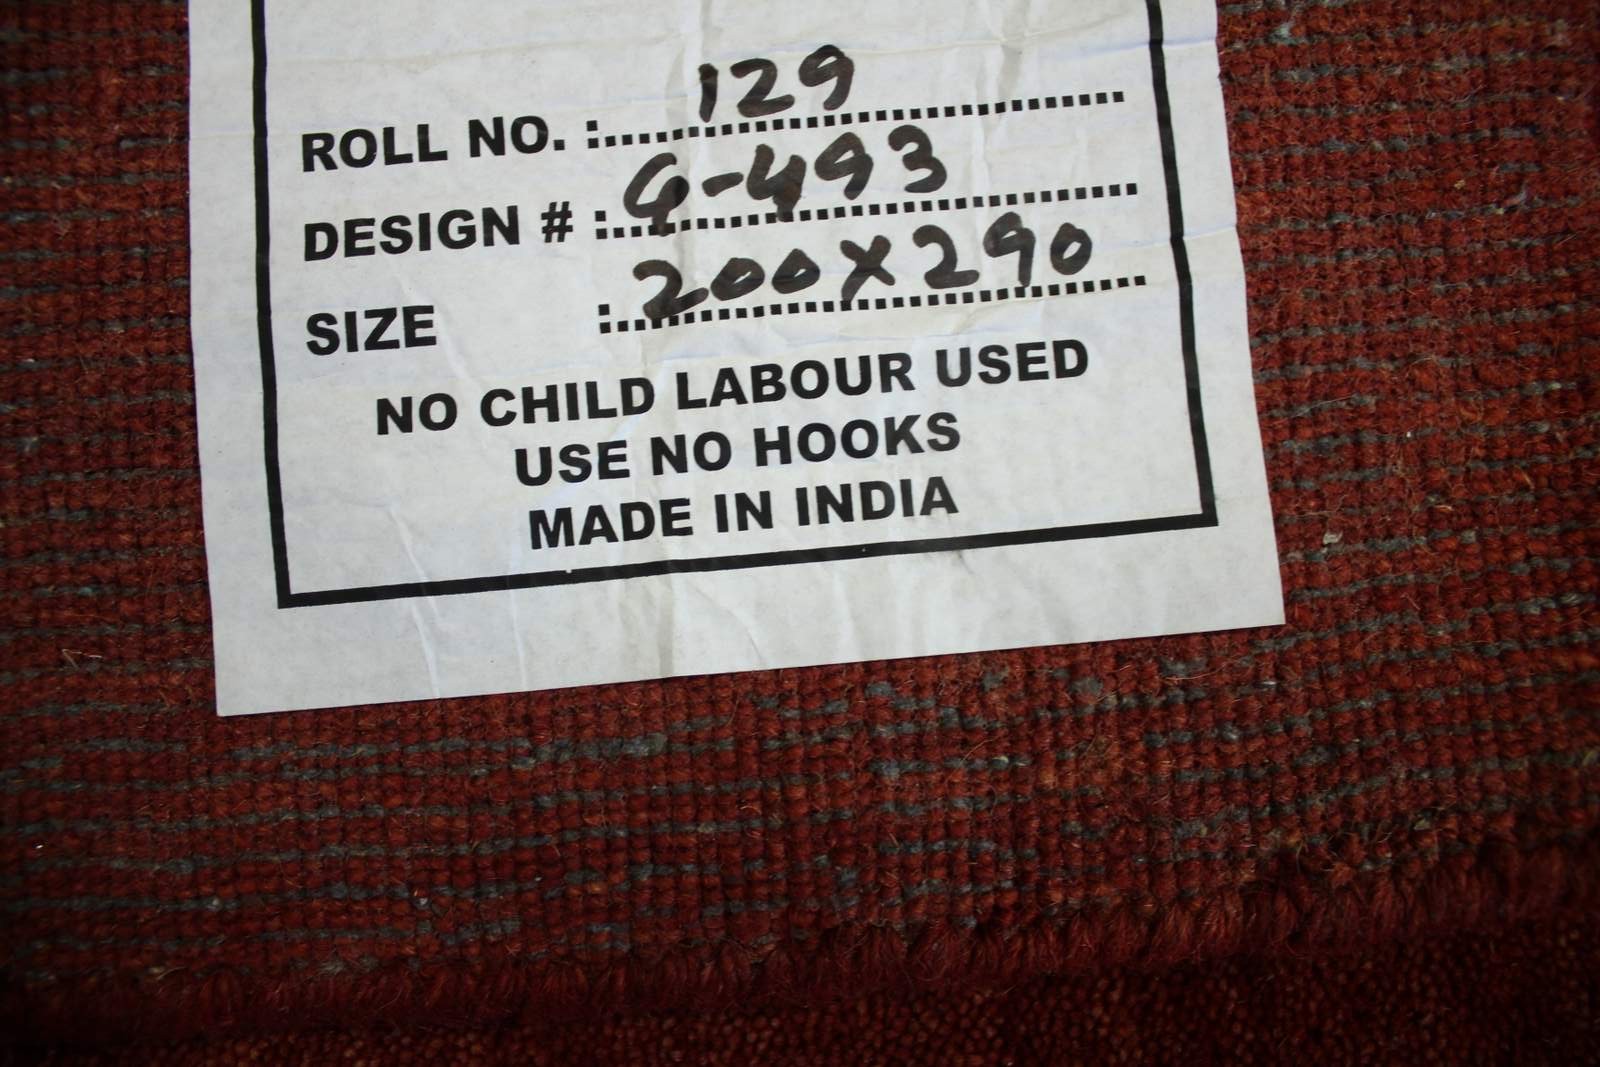 ROLL NO. : 129
DESIGN # : G-493
SIZE : 200X290
NO CHILD LABOUR USED
USE NO HOOKS
MADE IN INDIA